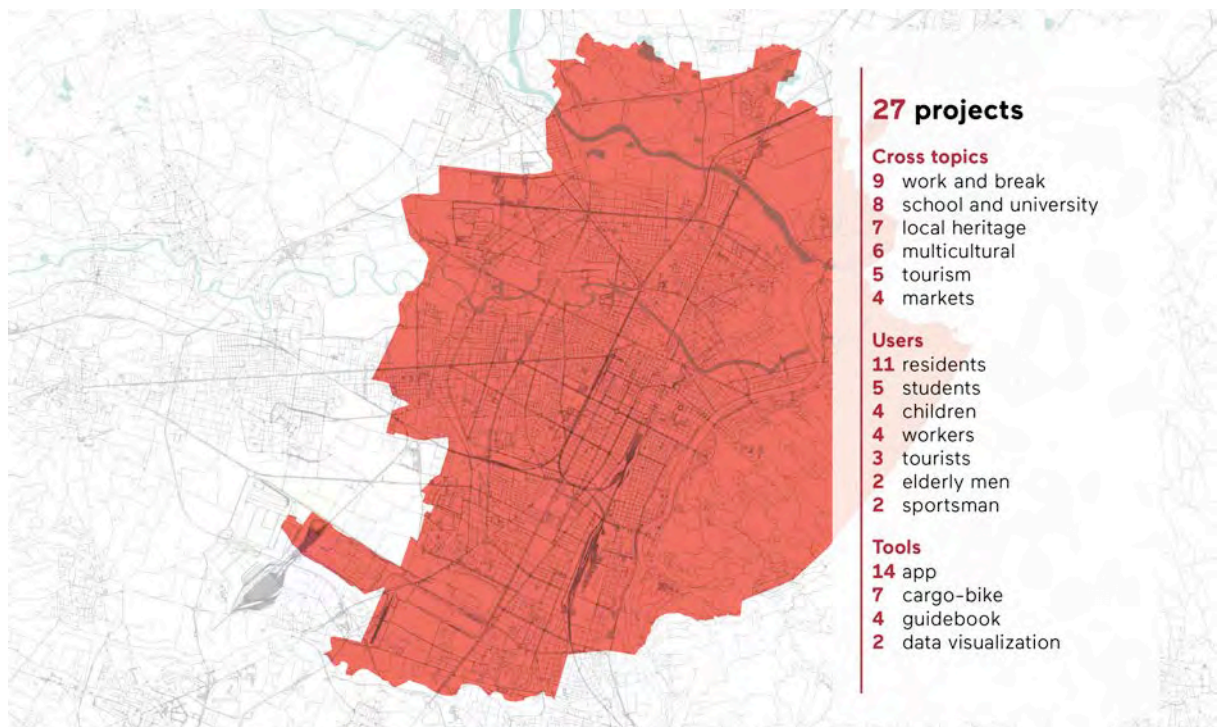 27 projects
Cross topics
9 work and break
8 school and university
7 local heritage
6 multicultural
5 tourism
4 markets
Users
11 residents
5 students
4 children
4 workers
3 tourists
2 elderly men
2 sportsman
Tools
14 app
7 cargo-bike
4 guidebook
2 data visualization